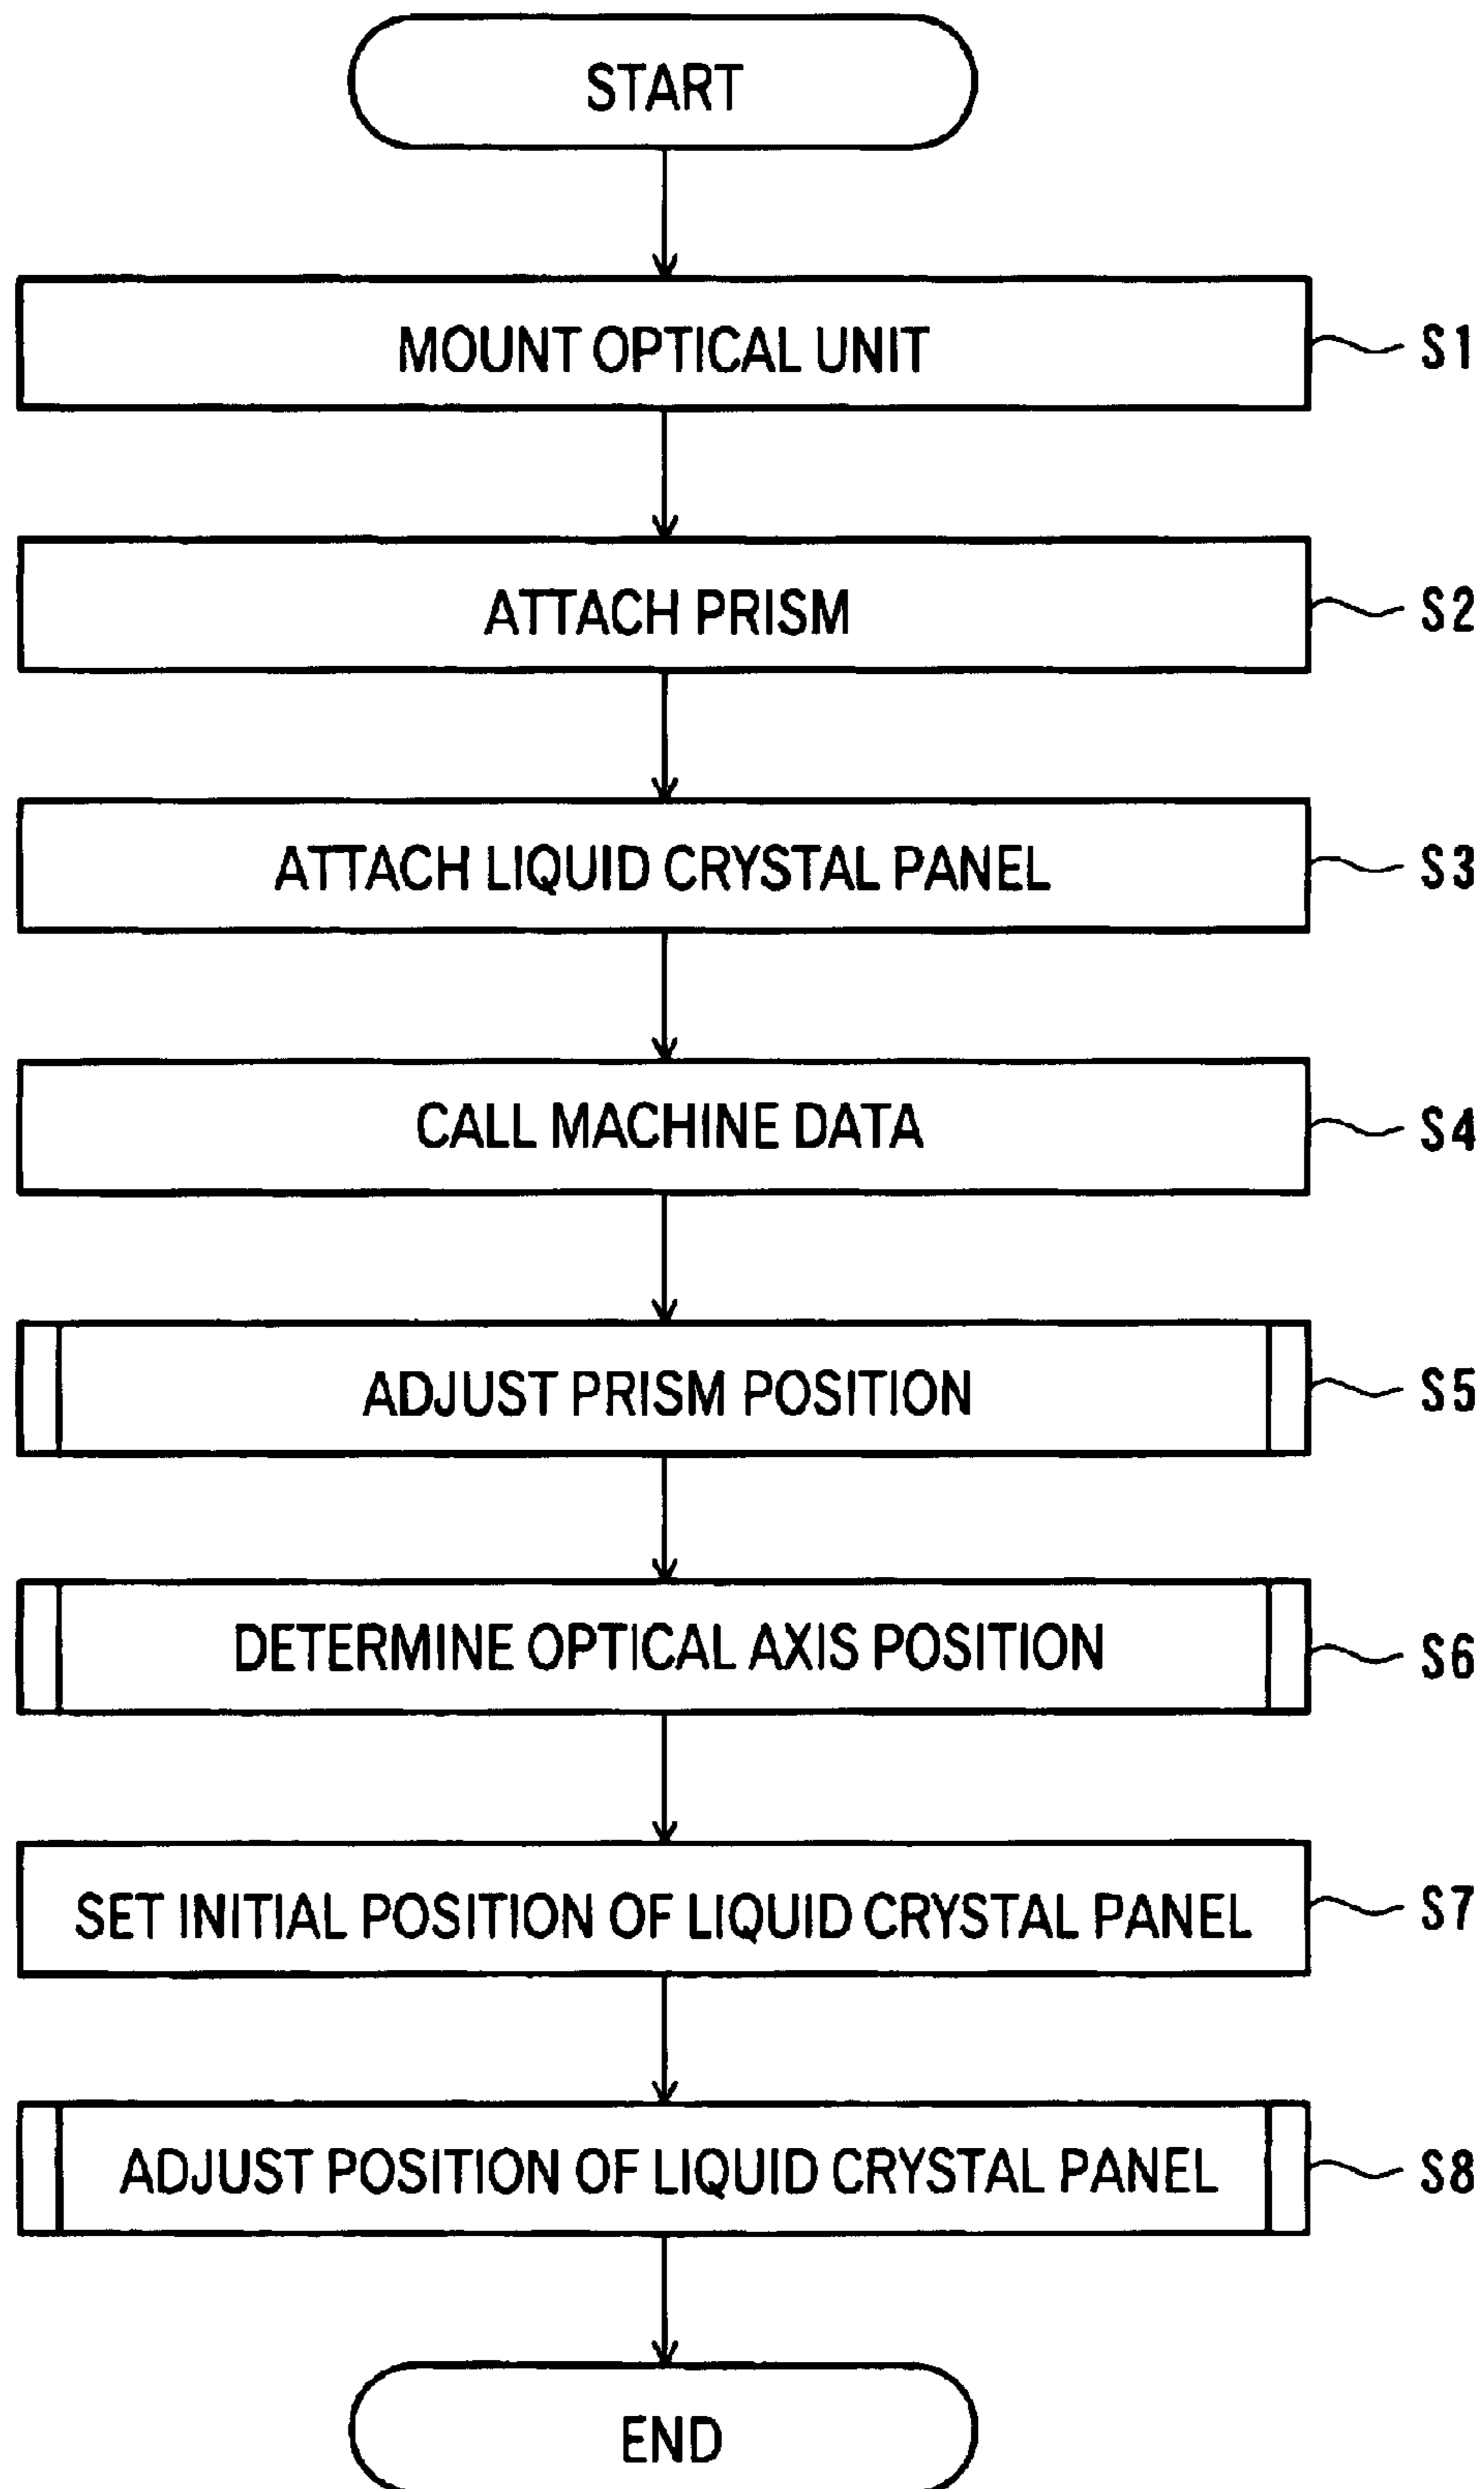 START
MOUNT OPTICAL UNIT
S1
ATTACH PRISM
S2
ATTACH LIQUID CRYSTAL PANEL
S3
CALL MACHINE DATA
S4
ADJUST PRISM POSITION
S5
DETERMINE OPTICAL AXIS POSITION
S6
SET INITIAL POSITION OF LIQUID CRYSTAL PANEL
S7
ADJUST POSITION OF LIQUID CRYSTAL PANEL
S8
END